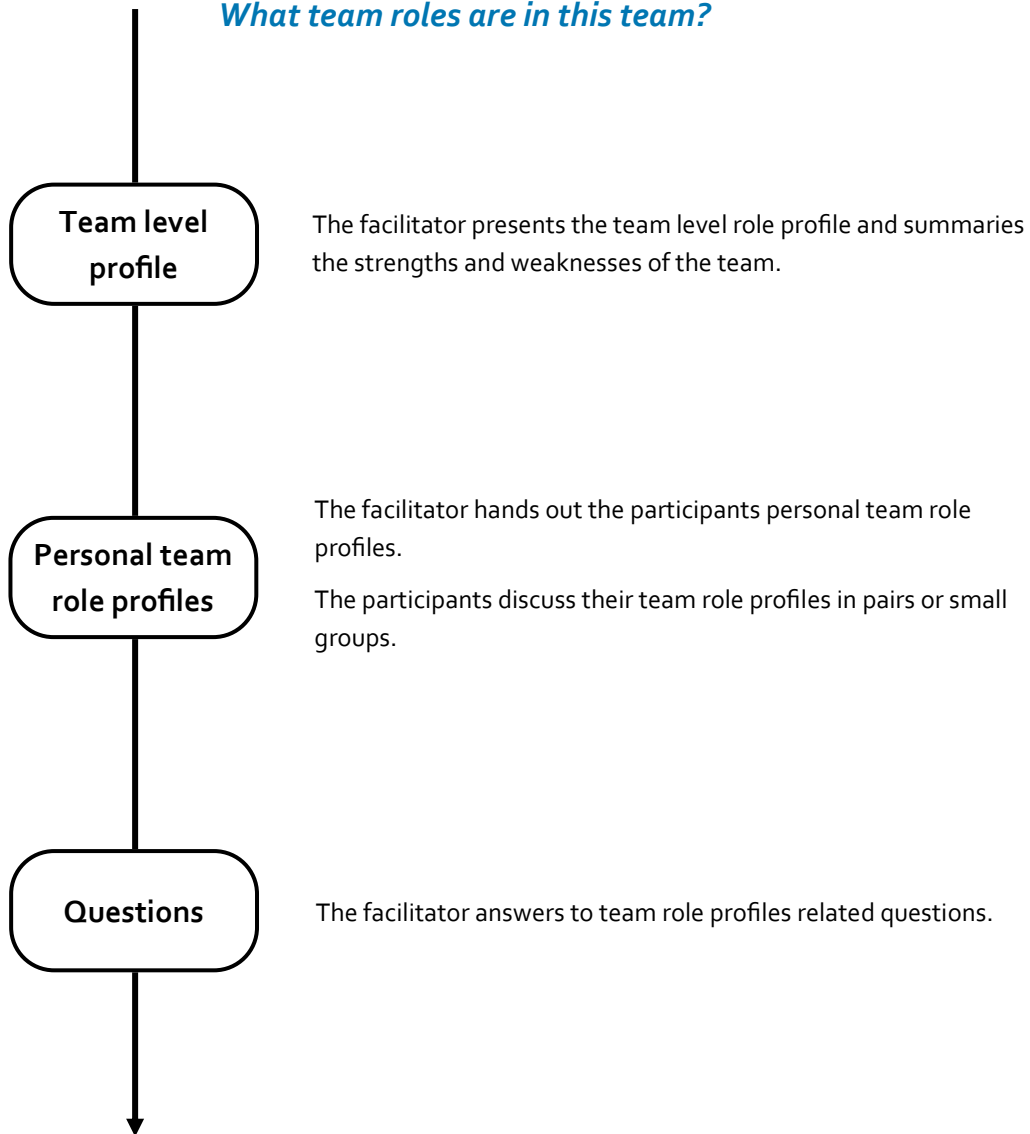 What team roles are in this team?
Team level
profile
The facilitator presents the team level role profile and summaries
the strengths and weaknesses of the team.
Personal team
role profiles
The facilitator hands out the participants personal team role
profiles.
The participants discuss their team role profiles in pairs or small
groups.
Questions
The facilitator answers to team role profiles related questions.